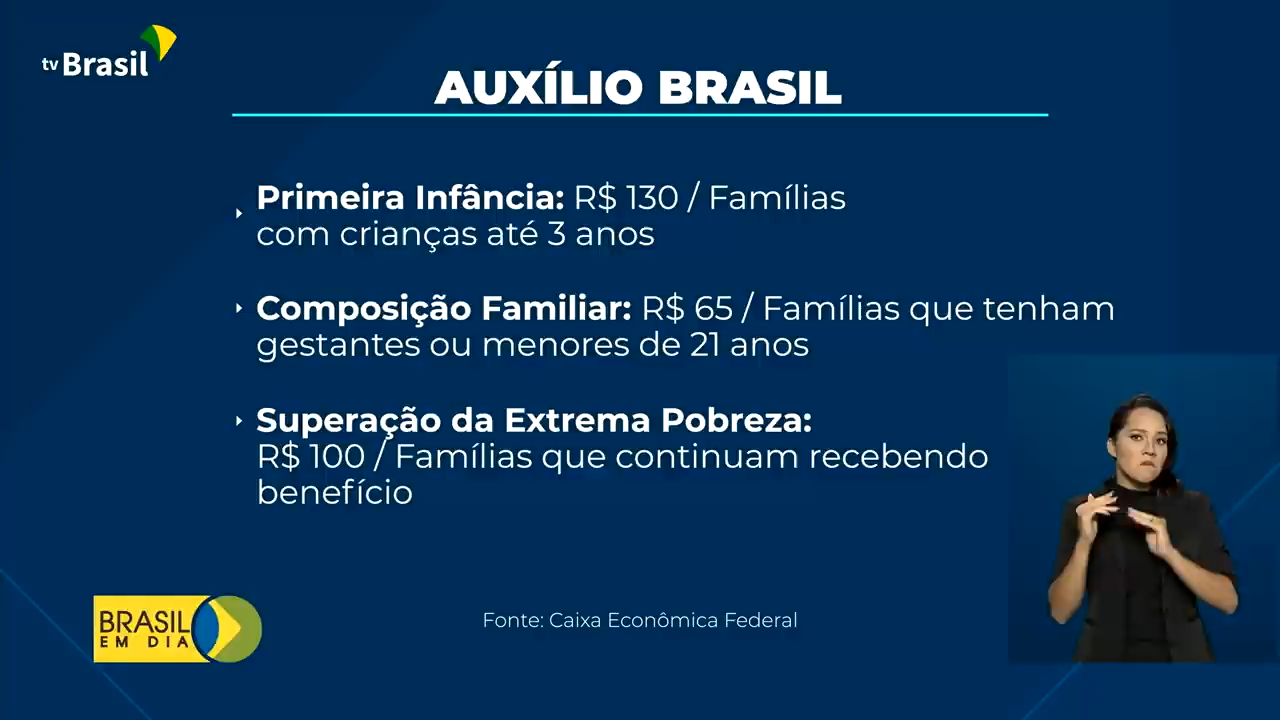 tv Brasil
AUXÍLIO BRASIL
Primeira Infância: R$ 130 / Famílias
com crianças até 3 anos
Composição Familiar: R$ 65 / Famílias que tenham
gestantes ou menores de 21 anos
Superação da Extrema Pobreza:
R$ 100 / Famílias que continuam recebendo
benefício
BRASIL
EM DIA
Fonte: Caixa Econômica Federal